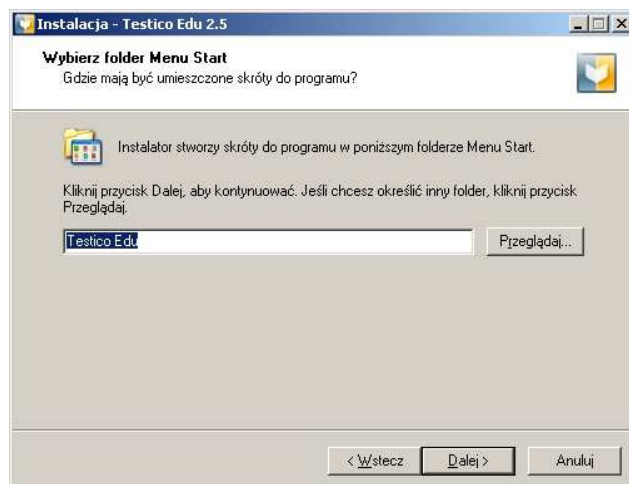 Instalacja - Testico Edu 2.5
Wybierz folder Menu Start
Gdzie mają być umieszczone skróty do programu?
Instalator stworzy skróty do programu w poniższym folderze Menu Start.
Kliknij przycisk Dalej, aby kontynuować. Jeśli chcesz określić inny folder, kliknij przycisk
Przeglądaj.
Testico Edu
Przeglądaj...
< Wstecz
Dalej >
Anuluj